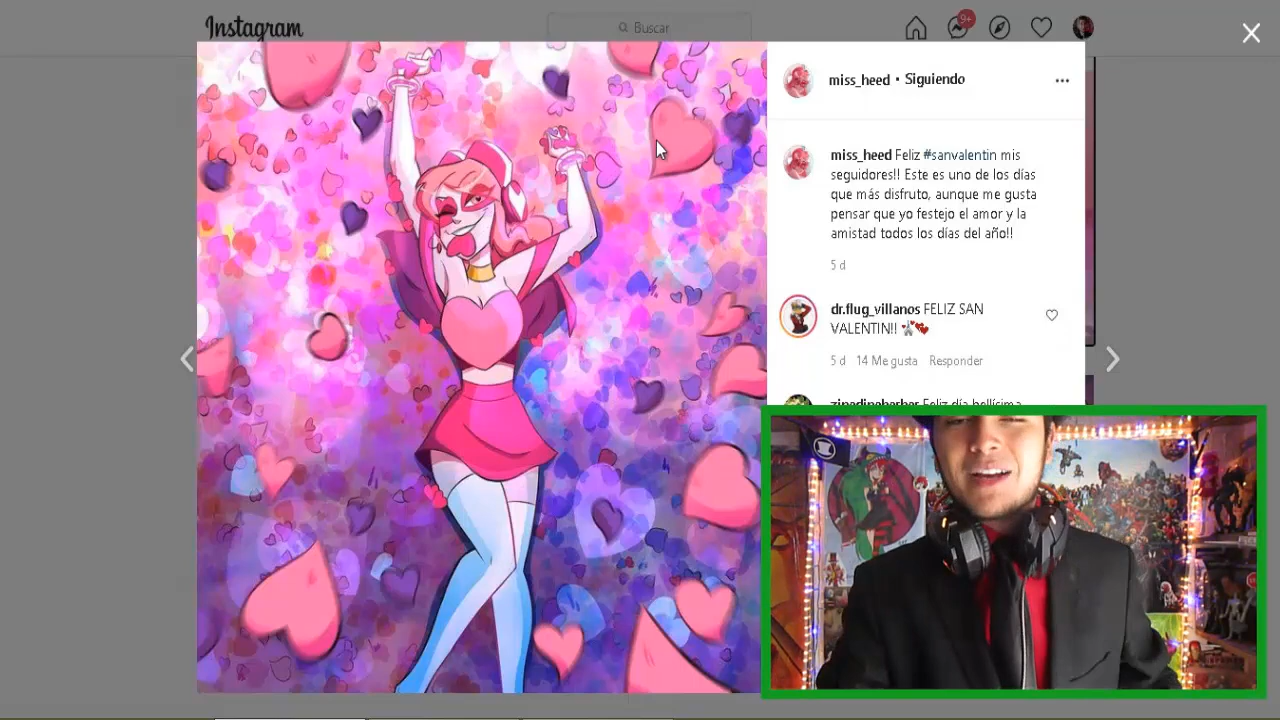 Instagram
Buscar
9+
miss_heed • Siguiendo
miss_heed Feliz #sanvalentin mis
seguidores!! Este es uno de los días
que más disfruto, aunque me gusta
pensar que yo festejo el amor y la
amistad todos los días del año!!
5 d
dr.flug_villanos FELIZ SAN
VALENTIN!!
5 d 14 Me gusta Responder